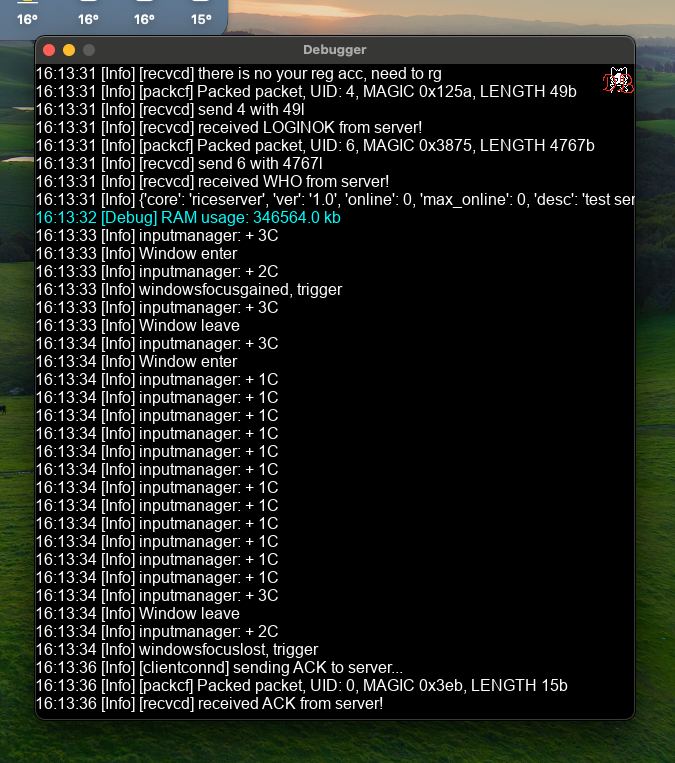 16° 16° 16° 15°
Debugger
16:13:31 [Info] [recvcd] there is no your reg acc, need to rg
16:13:31 [Info] [packcf] Packed packet, UID: 4, MAGIC 0x125a, LENGTH 49b
16:13:31 [Info] [recvcd] send 4 with 49l
16:13:31 [Info] [recvcd] received LOGINOK from server!
16:13:31 [Info] [packcf] Packed packet, UID: 6, MAGIC 0x3875, LENGTH 4767b
16:13:31 [Info] [recvcd] send 6 with 4767l
16:13:31 [Info] [recvcd] received WHO from server!
16:13:31 [Info] {'core': 'riceserver', 'ver': '1.0', 'online': 0, 'max_online': 0, 'desc': 'test ser
16:13:32 [Debug] RAM usage: 346564.0 kb
16:13:33 [Info] inputmanager: + 3C
16:13:33 [Info] Window enter
16:13:33 [Info] inputmanager: + 2C
16:13:33 [Info] windowsfocusgained, trigger
16:13:33 [Info] inputmanager: + 3C
16:13:33 [Info] Window leave
16:13:34 [Info] inputmanager: + 3C
16:13:34 [Info] Window enter
16:13:34 [Info] inputmanager: + 1C
16:13:34 [Info] inputmanager: + 1C
16:13:34 [Info] inputmanager: + 1C
16:13:34 [Info] inputmanager: + 1C
16:13:34 [Info] inputmanager: + 1C
16:13:34 [Info] inputmanager: + 1C
16:13:34 [Info] inputmanager: + 1C
16:13:34 [Info] inputmanager: + 1C
16:13:34 [Info] inputmanager: + 1C
16:13:34 [Info] inputmanager: + 1C
16:13:34 [Info] inputmanager: + 1C
16:13:34 [Info] inputmanager: + 1C
16:13:34 [Info] inputmanager: + 3C
16:13:34 [Info] Window leave
16:13:34 [Info] inputmanager: + 2C
16:13:34 [Info] windowsfocuslost, trigger
16:13:36 [Info] [clientconnd] sending ACK to server...
16:13:36 [Info] [packcf] Packed packet, UID: 0, MAGIC 0x3eb, LENGTH 15b
16:13:36 [Info] [recvcd] received ACK from server!